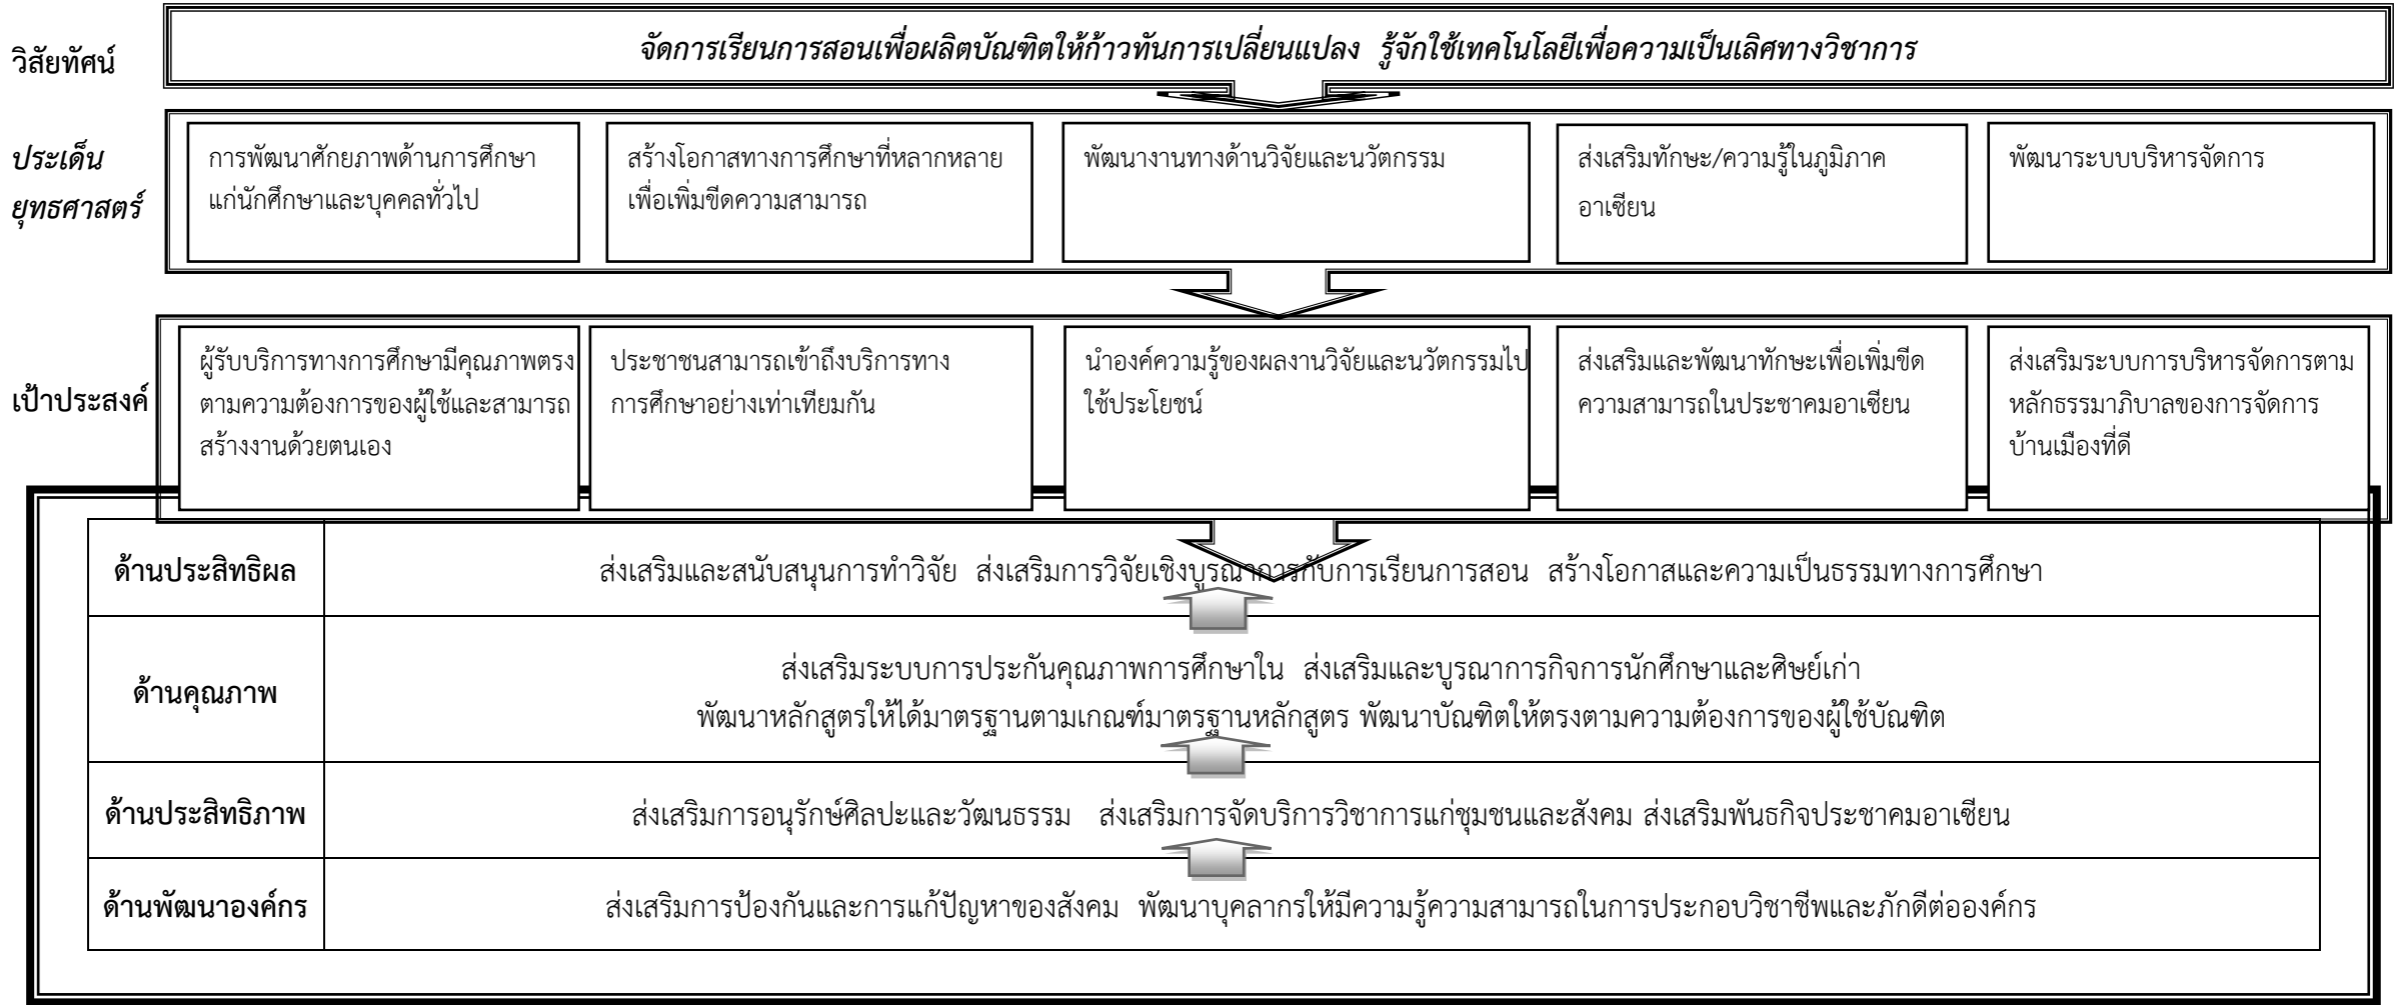 วิสัยทัศน์
จัดการเรียนการสอนเพื่อผลิตบัณฑิตให้ก้าวทันการเปลี่ยนแปลง รู้จักใช้เทคโนโลยีเพื่อความเป็นเลิศทางวิชาการ
ประเด็น
ยุทธศาสตร์
การพัฒนาศักยภาพด้านการศึกษา
แก่นักศึกษาและบุคคลทั่วไป
สร้างโอกาสทางการศึกษาที่หลากหลาย
เพื่อเพิ่มขีดความสามารถ
พัฒนางานทางด้านวิจัยและนวัตกรรม
ส่งเสริมทักษะ/ความรู้ในภูมิภาค
อาเซียน
พัฒนาระบบบริหารจัดการ
เป้าประสงค์
ผู้รับบริการทางการศึกษามีคุณภาพตรง
ตามความต้องการของผู้ใช้และสามารถ
สร้างงานด้วยตนเอง
ประชาชนสามารถเข้าถึงบริการทาง
การศึกษาอย่างเท่าเทียมกัน
นำองค์ความรู้ของผลงานวิจัยและนวัตกรรมไป
ใช้ประโยชน์
ส่งเสริมและพัฒนาทักษะเพื่อเพิ่มขีด
ความสามารถในประชาคมอาเซียน
ส่งเสริมระบบการบริหารจัดการตาม
หลักธรรมาภิบาลของการจัดการ
บ้านเมืองที่ดี
ด้านประสิทธิผล
ส่งเสริมและสนับสนุนการทำวิจัย ส่งเสริมการวิจัยเชิงบูรณาการกับการเรียนการสอน สร้างโอกาสและความเป็นธรรมทางการศึกษา
ด้านคุณภาพ
ส่งเสริมระบบการประกันคุณภาพการศึกษาใน ส่งเสริมและบูรณาการกิจการนักศึกษาและศิษย์เก่า
พัฒนาหลักสูตรให้ได้มาตรฐานตามเกณฑ์มาตรฐานหลักสูตร พัฒนาบัณฑิตให้ตรงตามความต้องการของผู้ใช้บัณฑิต
ด้านประสิทธิภาพ
ส่งเสริมการอนุรักษ์ศิลปะและวัฒนธรรม ส่งเสริมการจัดบริการวิชาการแก่ชุมชนและสังคม ส่งเสริมพันธกิจประชาคมอาเซียน
ด้านพัฒนาองค์กร
ส่งเสริมการป้องกันและการแก้ปัญหาของสังคม พัฒนาบุคลากรให้มีความรู้ความสามารถในการประกอบวิชาชีพและภักดีต่อองค์กร